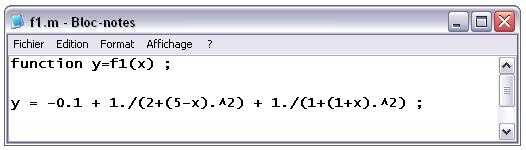 f1.m - Bloc-notes
Fichier Edition Format Affichage ?
function y=f1(x) ;
y = -0.1 + 1./(2+(5-x).^2) + 1./(1+(1+x).^2) ;